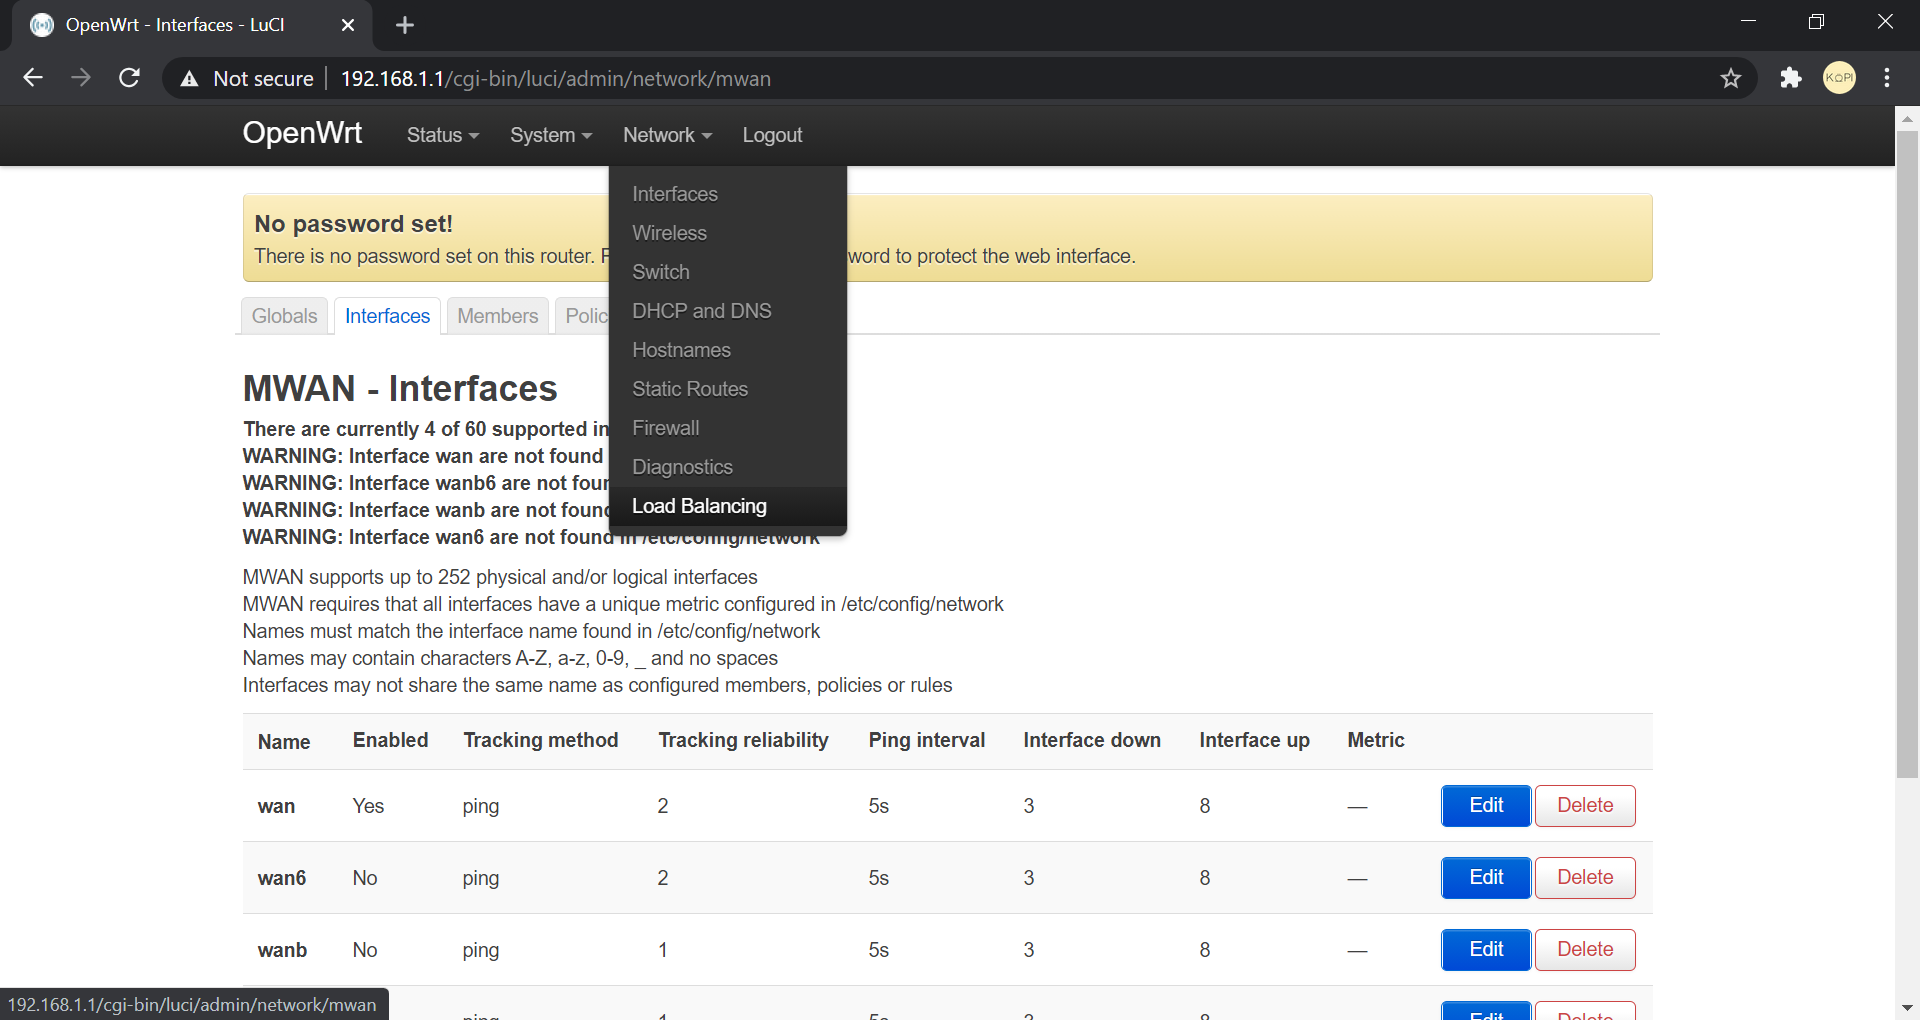 OpenWrt - Interfaces - LuCI
Not secure
192.168.1.1/cgi-bin/luci/admin/network/mwan
KOPI
OpenWrt Status System Network Logout
Interfaces
Wireless
Switch
DHCP and DNS
Hostnames
Static Routes
Firewall
Diagnostics
Load Balancing
No password set!
There is no password set on this router. word to protect the web interface.
Globals Interfaces Members Polic
MWAN - Interfaces
There are currently 4 of 60 supported in
WARNING: Interface wan are not found
WARNING: Interface wanb6 are not foun
WARNING: Interface wanb are not found
WARNING: Interface wan6 are not found in /etc/config/network
MWAN supports up to 252 physical and/or logical interfaces
MWAN requires that all interfaces have a unique metric configured in /etc/config/network
Names must match the interface name found in /etc/config/network
Names may contain characters A-Z, a-z, 0-9, _ and no spaces
Interfaces may not share the same name as configured members, policies or rules
Name Enabled Tracking method Tracking reliability Ping interval Interface down Interface up Metric
wan Yes ping 2 5s 3 8 — Edit Delete
wan6 No ping 2 5s 3 8 — Edit Delete
wanb No ping 1 5s 3 8 — Edit Delete
ping 1 5s 3 8 Edit Delete
192.168.1.1/cgi-bin/luci/admin/network/mwan